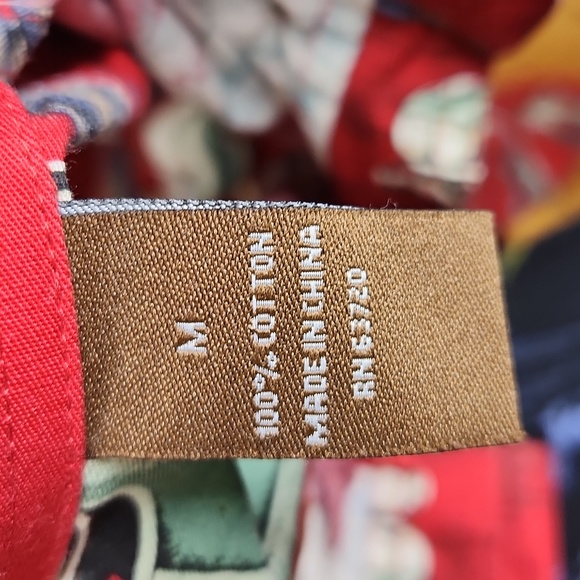 M
100% COTTON
MADE IN CHINA
RN 63720